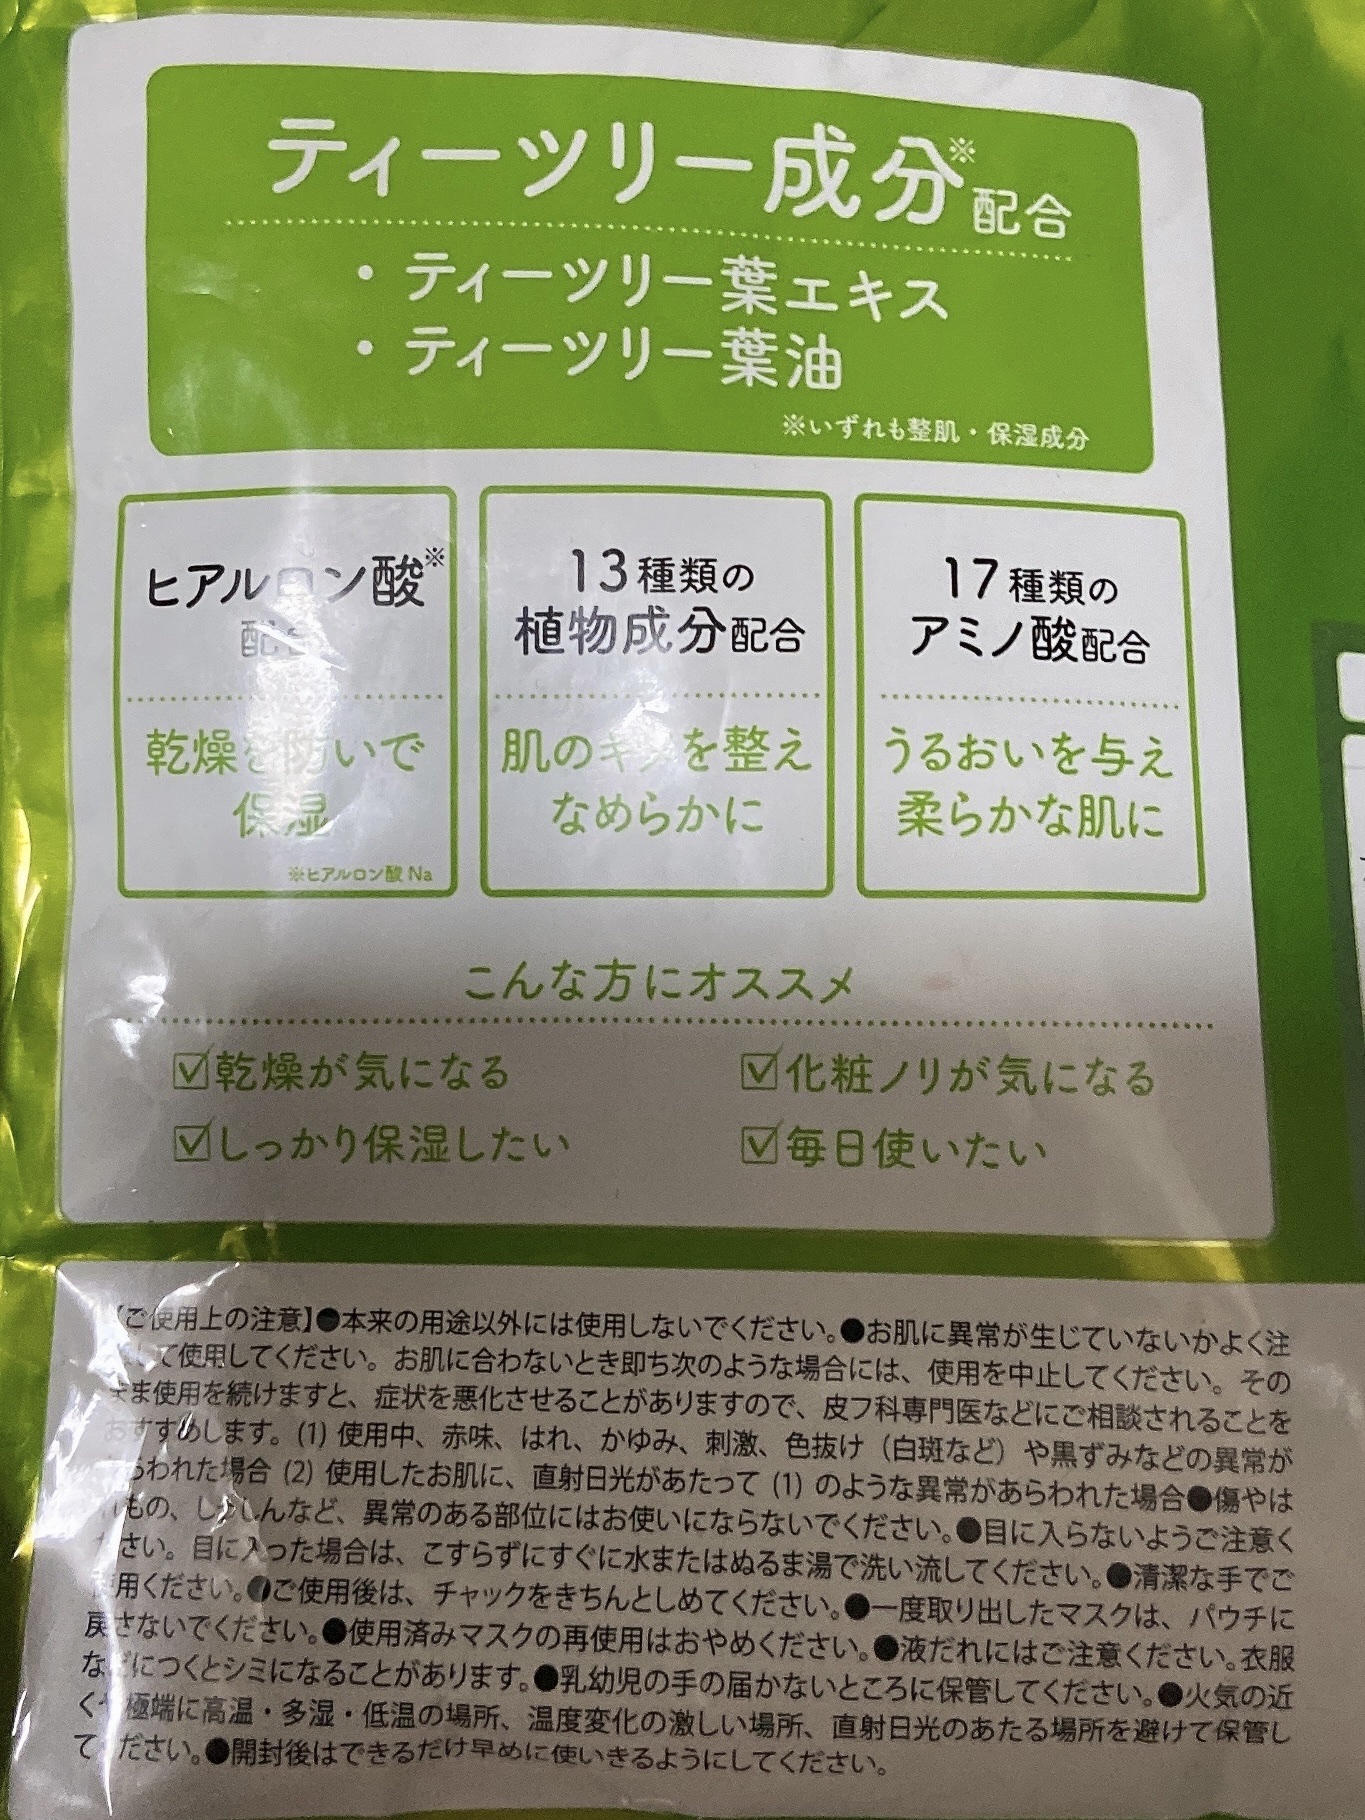 ティーツリー成分※配合
・ティーツリー葉エキス
・ティーツリー葉油
※いずれも整肌・保湿成分
ヒアルロン酸※
配合
乾燥を防いで
保湿
※ヒアルロン酸Na
13種類の
植物成分配合
肌のキメを整え
なめらかに
17種類の
アミノ酸配合
うるおいを与え
柔らかな肌に
こんな方にオススメ
☑乾燥が気になる
☑化粧ノリが気になる
☑しっかり保湿したい
☑毎日使いたい
【ご使用上の注意】●本来の用途以外には使用しないでください。●お肌に異常が生じていないかよく注
して使用してください。お肌に合わないとき即ち次のような場合には、使用を中止してください。その
まま使用を続けますと、症状を悪化させることがありますので、皮フ科専門医などにご相談されることを
おすすめします。(1) 使用中、赤味、はれ、かゆみ、刺激、色抜け（白斑など）や黒ずみなどの異常が
らわれた場合 (2) 使用したお肌に、直射日光があたって (1) のような異常があらわれた場合●傷やは
れもの、しっしんなど、異常のある部位にはお使いにならないでください。●目に入らないようご注意く
ださい。目に入った場合は、こすらずにすぐに水またはぬるま湯で洗い流してください。●清潔な手でご
使用ください。●ご使用後は、チャックをきちんとしめてください。●一度取り出したマスクは、パウチに
戻さないでください。●使用済みマスクの再使用はおやめください。●液だれにはご注意ください。衣服
などにつくとシミになることがあります。●乳幼児の手の届かないところに保管してください。●火気の近
くや極端に高温・多湿・低温の場所、温度変化の激しい場所、直射日光のあたる場所を避けて保管し
てください。●開封後はできるだけ早めに使いきるようにしてください。